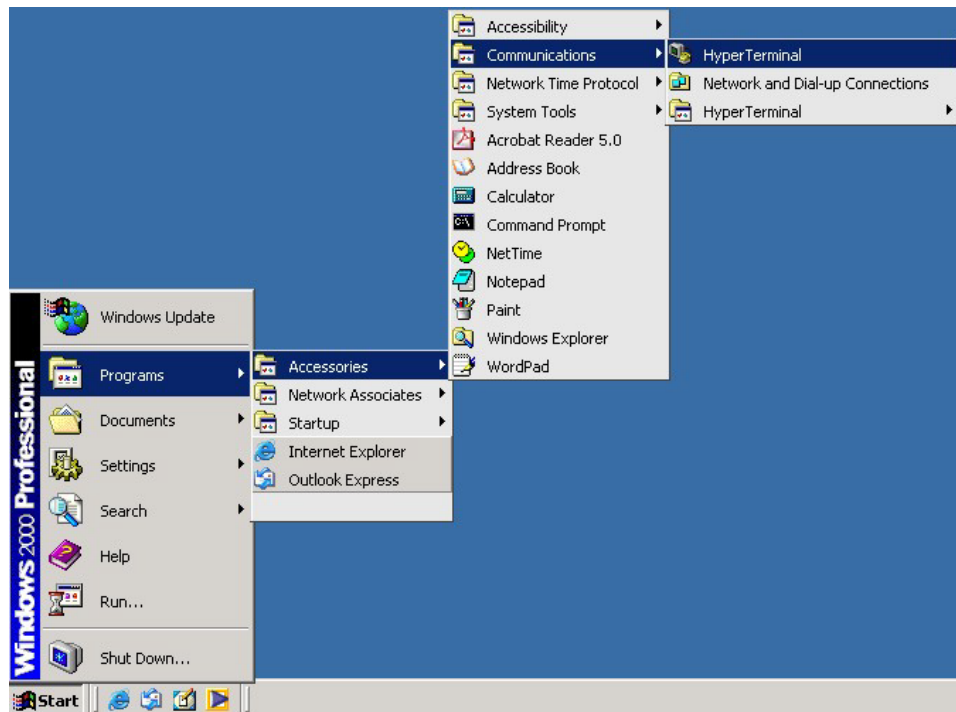 Accessibility
Communications
Network Time Protocol
System Tools
Acrobat Reader 5.0
Address Book
Calculator
Command Prompt
NetTime
Notepad
Paint
Windows Explorer
WordPad
HyperTerminal
Network and Dial-up Connections
HyperTerminal
Windows 2000 Professional
Windows Update
Programs
Documents
Settings
Search
Help
Run...
Shut Down...
Accessories
Network Associates
Startup
Internet Explorer
Outlook Express
Start